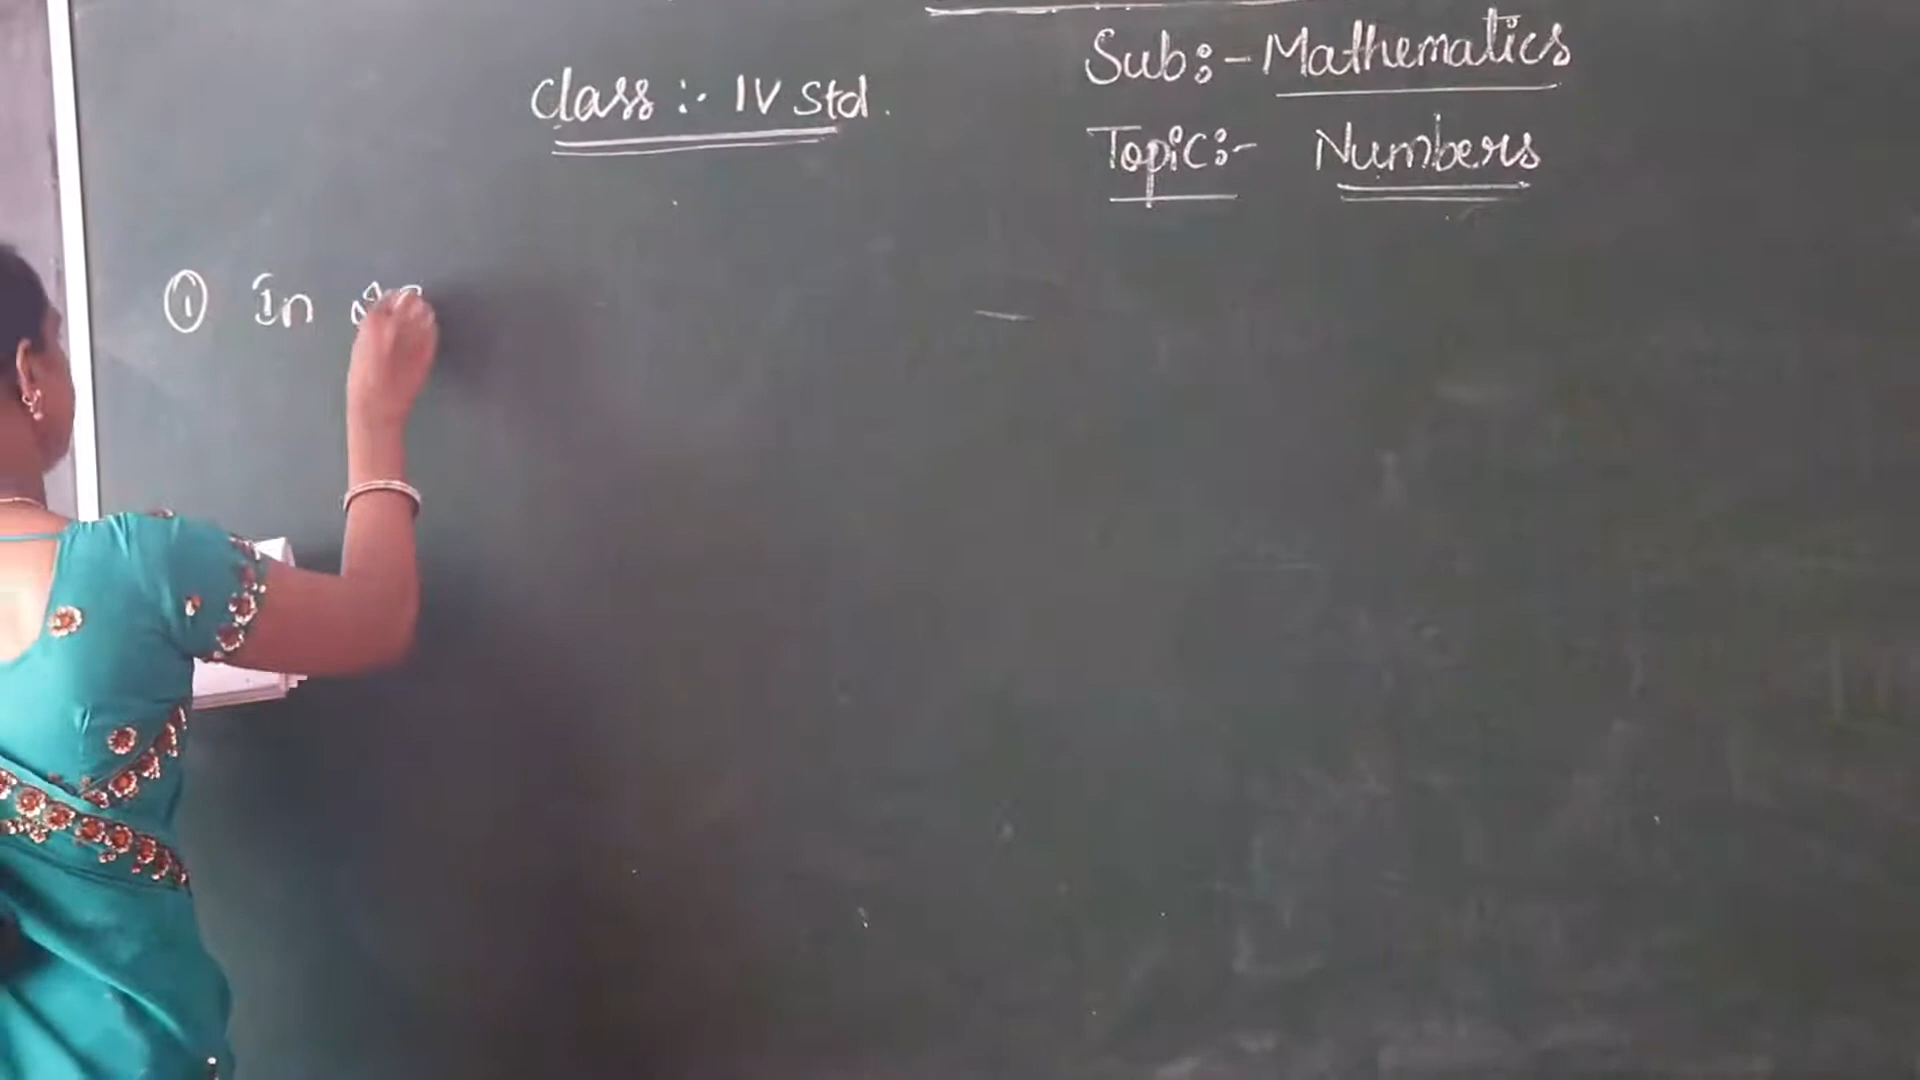 Sub:- Mathematics
Class :- IV Std.
Topic:- Numbers
① In